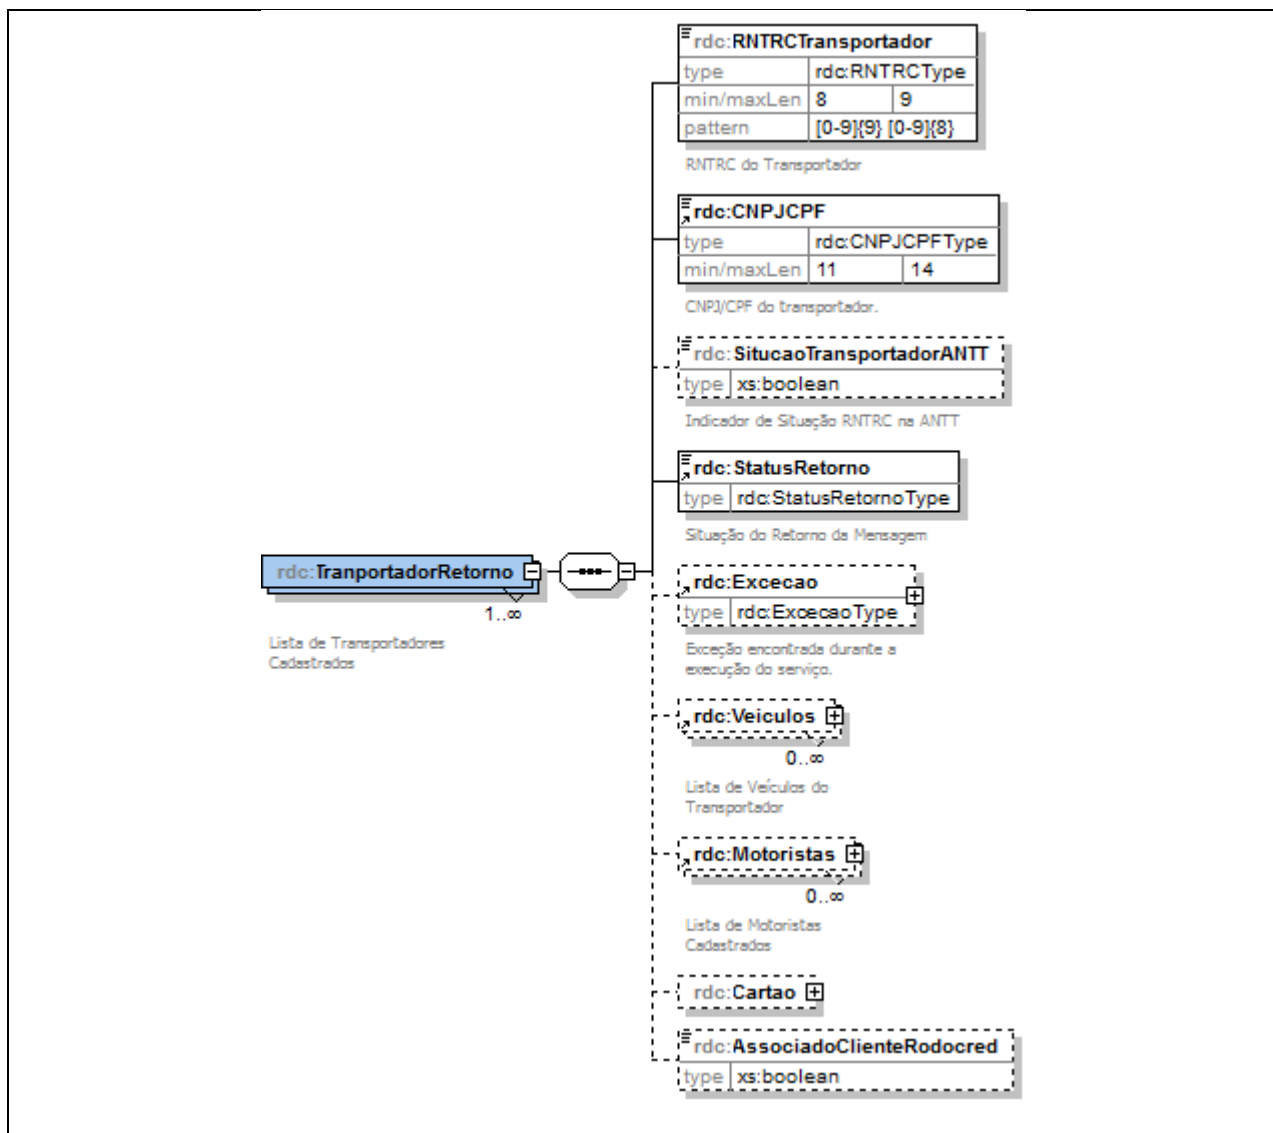 rdc:RNTRCTransportador
type rdc:RNTRCType
min/maxLen 8 9
pattern [0-9]{9} [0-9]{8}
RNTRC do Transportador
rdc:CNPJCPF
type rdc:CNPJCPFType
min/maxLen 11 14
CNPJ/CPF do transportador.
rdc:SitucaoTransportadorANTT
type xs:boolean
Indicador de Situação RNTRC na ANTT
rdc:StatusRetorno
type rdc:StatusRetornoType
Situação do Retorno da Mensagem
rdc:TranportadorRetorno
1..∞
Lista de Transportadores
Cadastrados
rdc:Excecao
type rdc:ExcecaoType
Exceção encontrada durante a
execução do serviço.
rdc:Veiculos
0..∞
Lista de Veículos do
Transportador
rdc:Motoristas
0..∞
Lista de Motoristas
Cadastrados
rdc:Cartao
rdc:AssociadoClienteRodocred
type xs:boolean